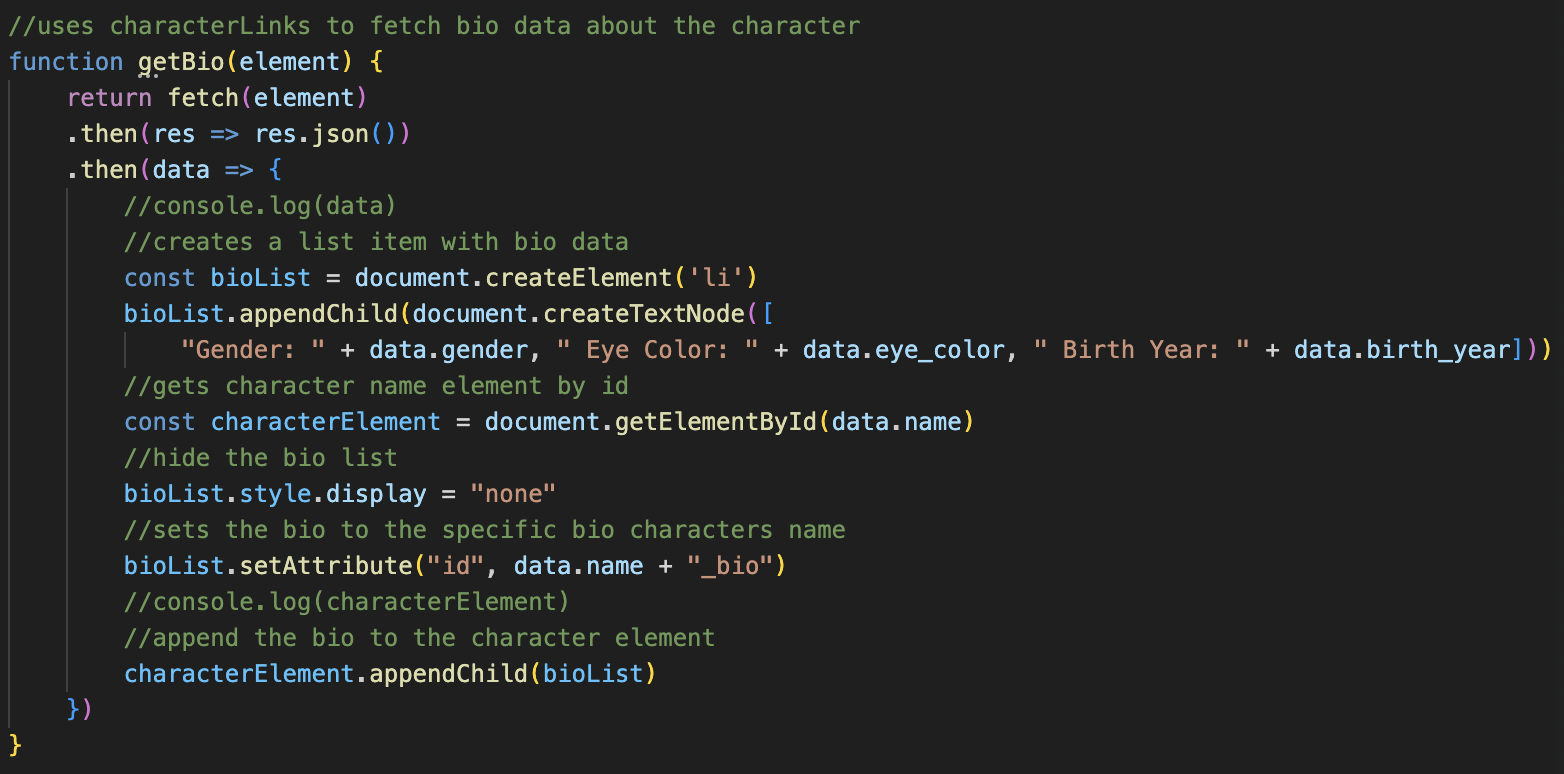 //uses characterLinks to fetch bio data about the character
function getBio(element) {
    return fetch(element)
    .then(res => res.json())
    .then(data => {
        //console.log(data)
        //creates a list item with bio data
        const bioList = document.createElement('li')
        bioList.appendChild(document.createTextNode([
            "Gender: " + data.gender, " Eye Color: " + data.eye_color, " Birth Year: " + data.birth_year]))
        //gets character name element by id
        const characterElement = document.getElementById(data.name)
        //hide the bio list
        bioList.style.display = "none"
        //sets the bio to the specific bio characters name
        bioList.setAttribute("id", data.name + "_bio")
        //console.log(characterElement)
        //append the bio to the character element
        characterElement.appendChild(bioList)
    })
}